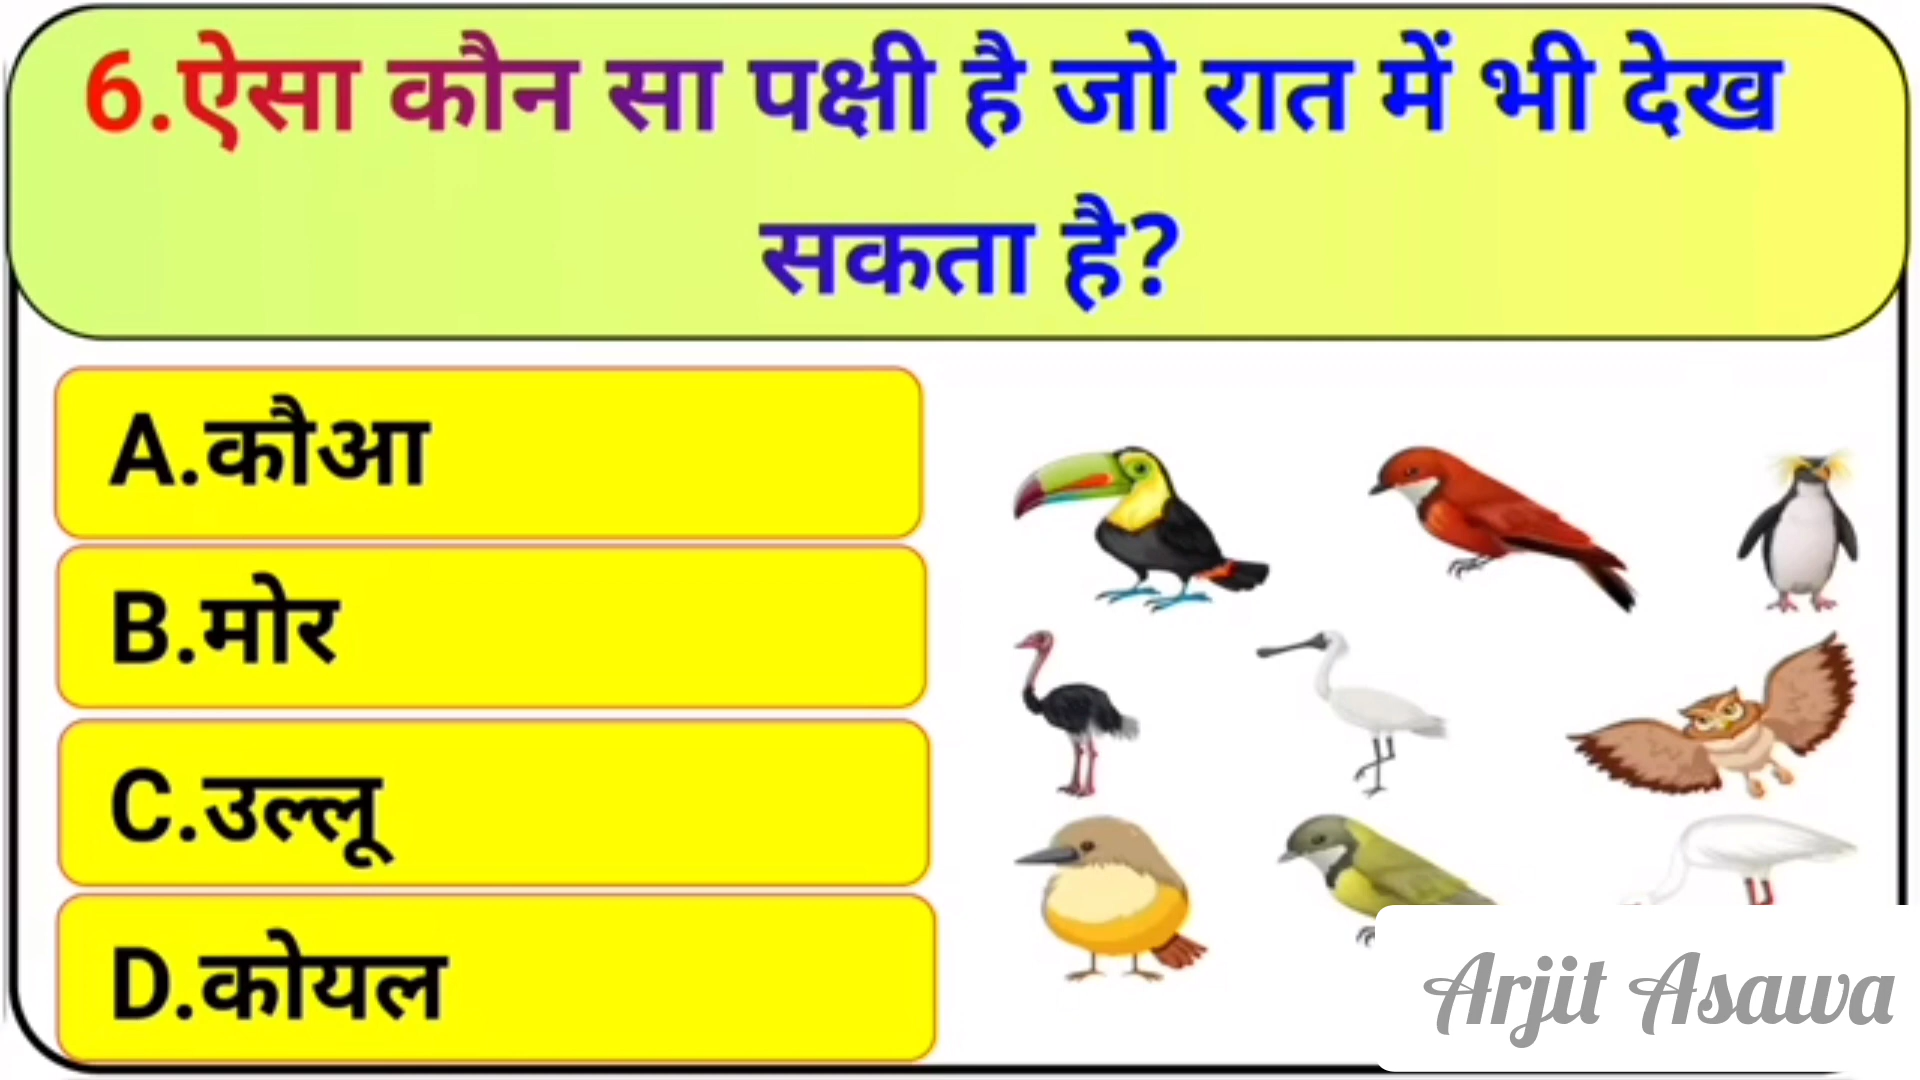 6.ऐसा कौन सा पक्षी है जो रात में भी देख
सकता है?
A.कौआ
B.मोर
C.उल्लू
D.कोयल
Arjit Asawa